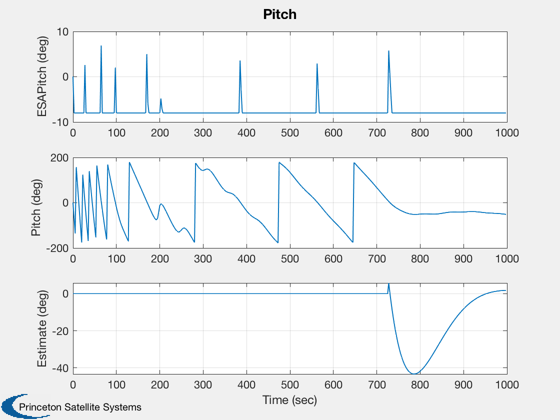 Pitch
ESAPitch (deg)
10
0
-10
0 100 200 300 400 500 600 700 800 900 1000
Pitch (deg)
200
0
-200
0 100 200 300 400 500 600 700 800 900 1000
Estimate (deg)
0
-20
-40
0 100 200 300 400 500 600 700 800 900 1000
Time (sec)
Princeton Satellite Systems